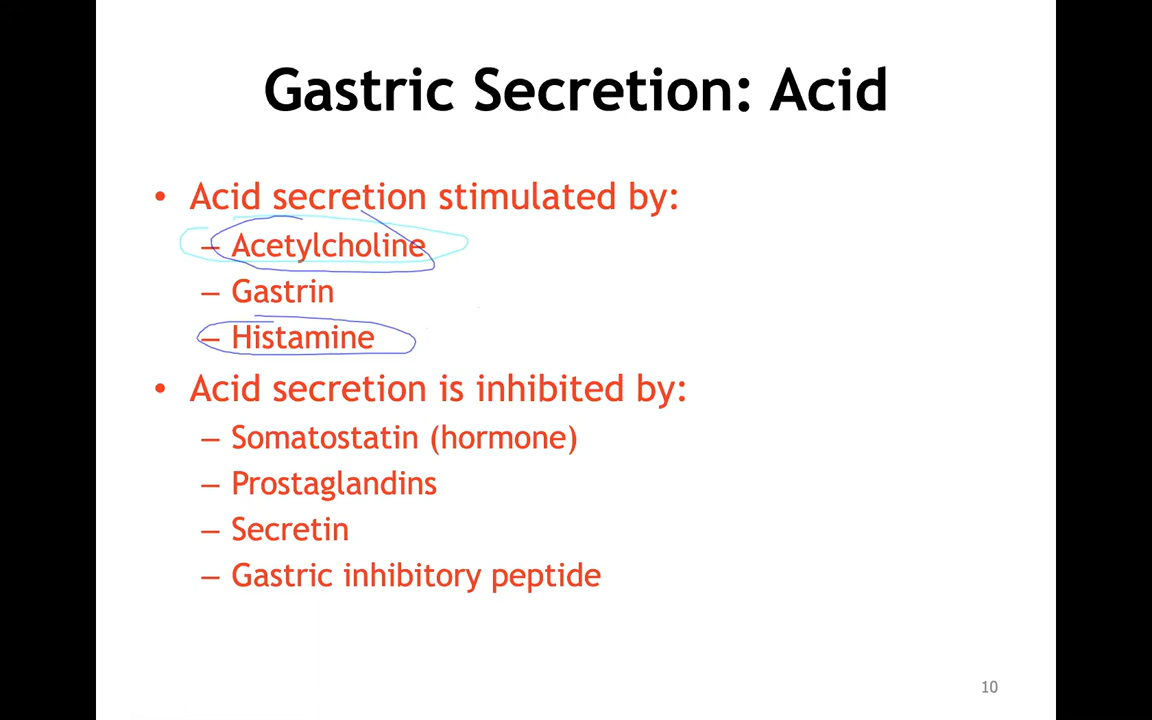 Gastric Secretion: Acid
• Acid secretion stimulated by:
– Acetylcholine
– Gastrin
– Histamine
• Acid secretion is inhibited by:
– Somatostatin (hormone)
– Prostaglandins
– Secretin
– Gastric inhibitory peptide
10